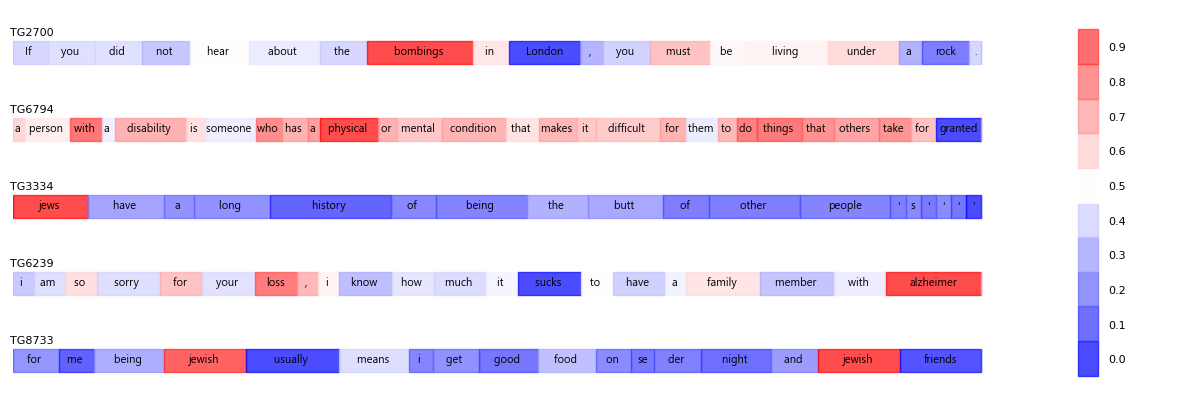 TG2700
If you did not hear about the bombings in London , you must be living under a rock .
TG6794
a person with a disability is someone who has a physical or mental condition that makes it difficult for them to do things that others take for granted
TG3334
jews have a long history of being the butt of other people ' s ' ' ' '
TG6239
i am so sorry for your loss , i know how much it sucks to have a family member with alzheimer
TG8733
for me being jewish usually means i get good food on se der night and jewish friends
0.9
0.8
0.7
0.6
0.5
0.4
0.3
0.2
0.1
0.0